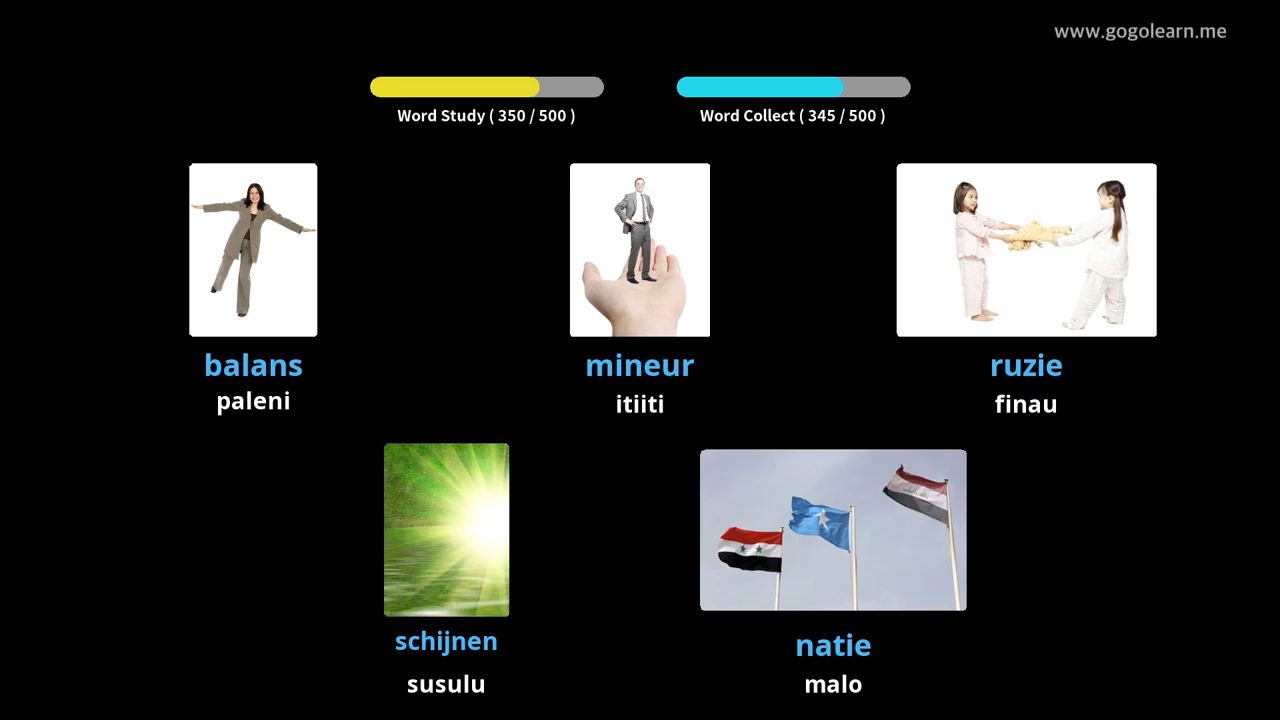 www.gogolearn.me
Word Study ( 350 / 500 )
Word Collect ( 345 / 500 )
balans
paleni
mineur
itiiti
ruzie
finau
schijnen
susulu
natie
malo